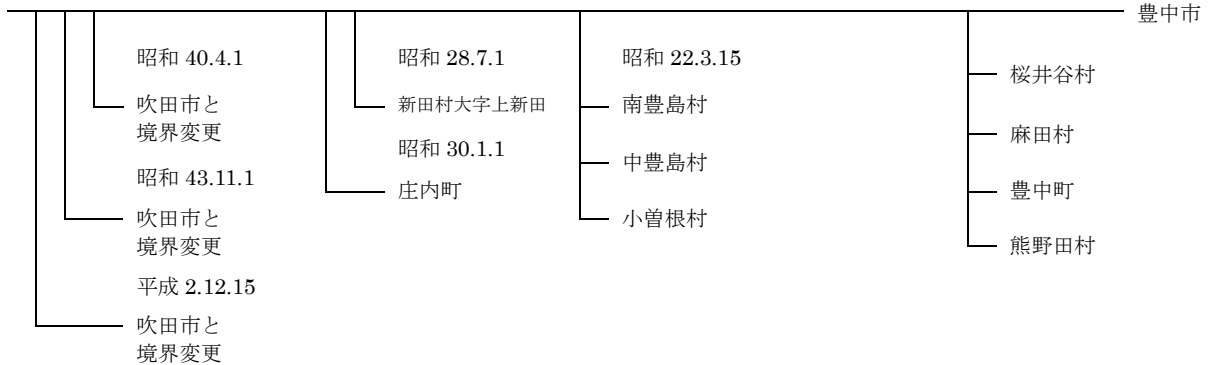 豊中市
桜井谷村
麻田村
豊中町
熊野田村
昭和 22.3.15
南豊島村
中豊島村
小曽根村
昭和 28.7.1
新田村大字上新田
昭和 30.1.1
庄内町
昭和 40.4.1
吹田市と
境界変更
昭和 43.11.1
吹田市と
境界変更
平成 2.12.15
吹田市と
境界変更